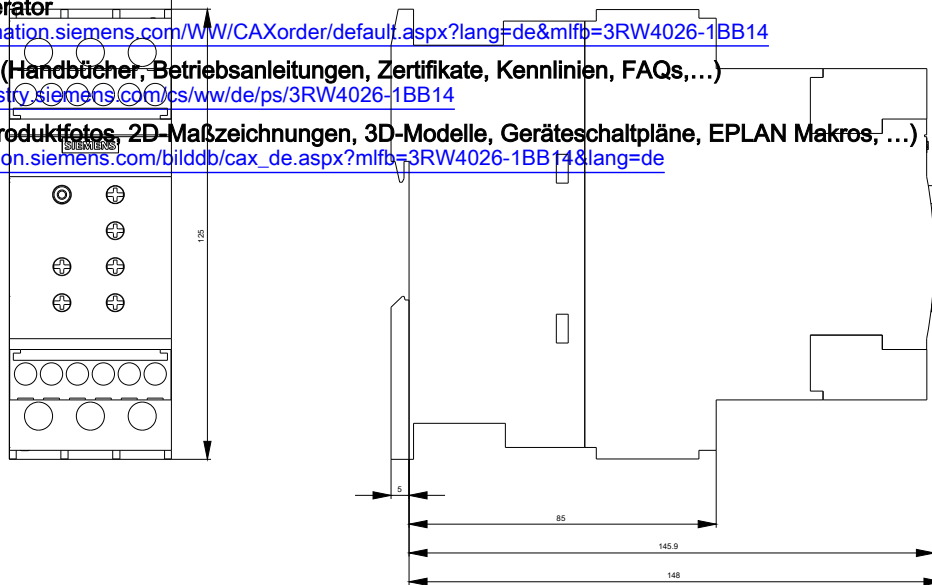 erator
nation.siemens.com/WW/CAXorder/default.aspx?lang=de&mlfb=3RW4026-1BB14
(Handbücher, Betriebsanleitungen, Zertifikate, Kennlinien, FAQs,...)
stry.siemens.com/cs/ww/de/ps/3RW4026-1BB14
roduktfotos, 2D-Maßzeichnungen, 3D-Modelle, Geräteschaltpläne, EPLAN Makros, ...)
on.siemens.com/bilddb/cax_de.aspx?mlfb=3RW4026-1BB14&lang=de
SIEMENS
125
5
85
145.9
148